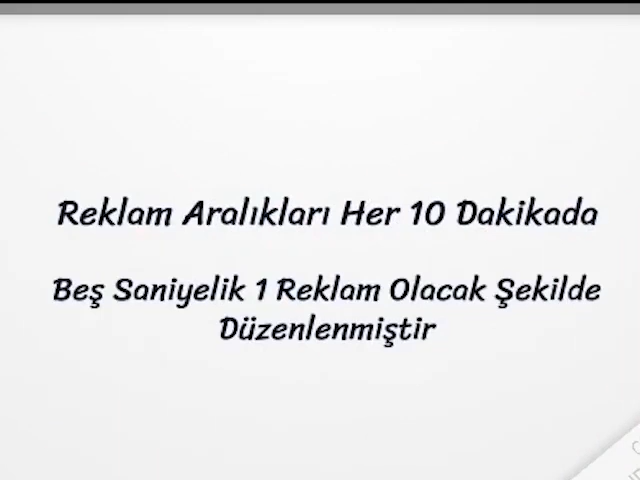 Reklam Aralıkları Her 10 Dakikada
Beş Saniyelik 1 Reklam Olacak Şekilde
Düzenlenmiştir